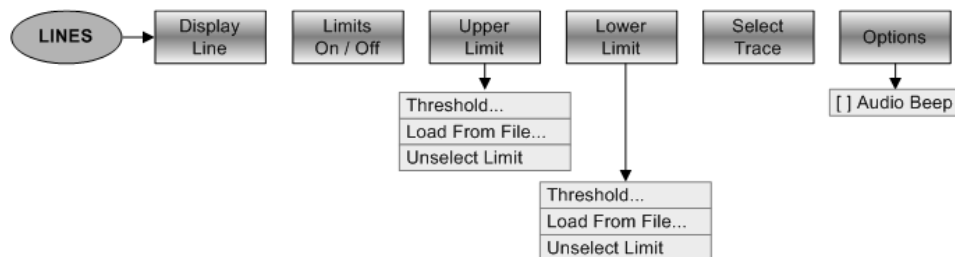 LINES
Display
Line
Limits
On / Off
Upper
Limit
Lower
Limit
Select
Trace
Options
Threshold...
Load From File...
Unselect Limit
Threshold...
Load From File...
Unselect Limit
[ ] Audio Beep